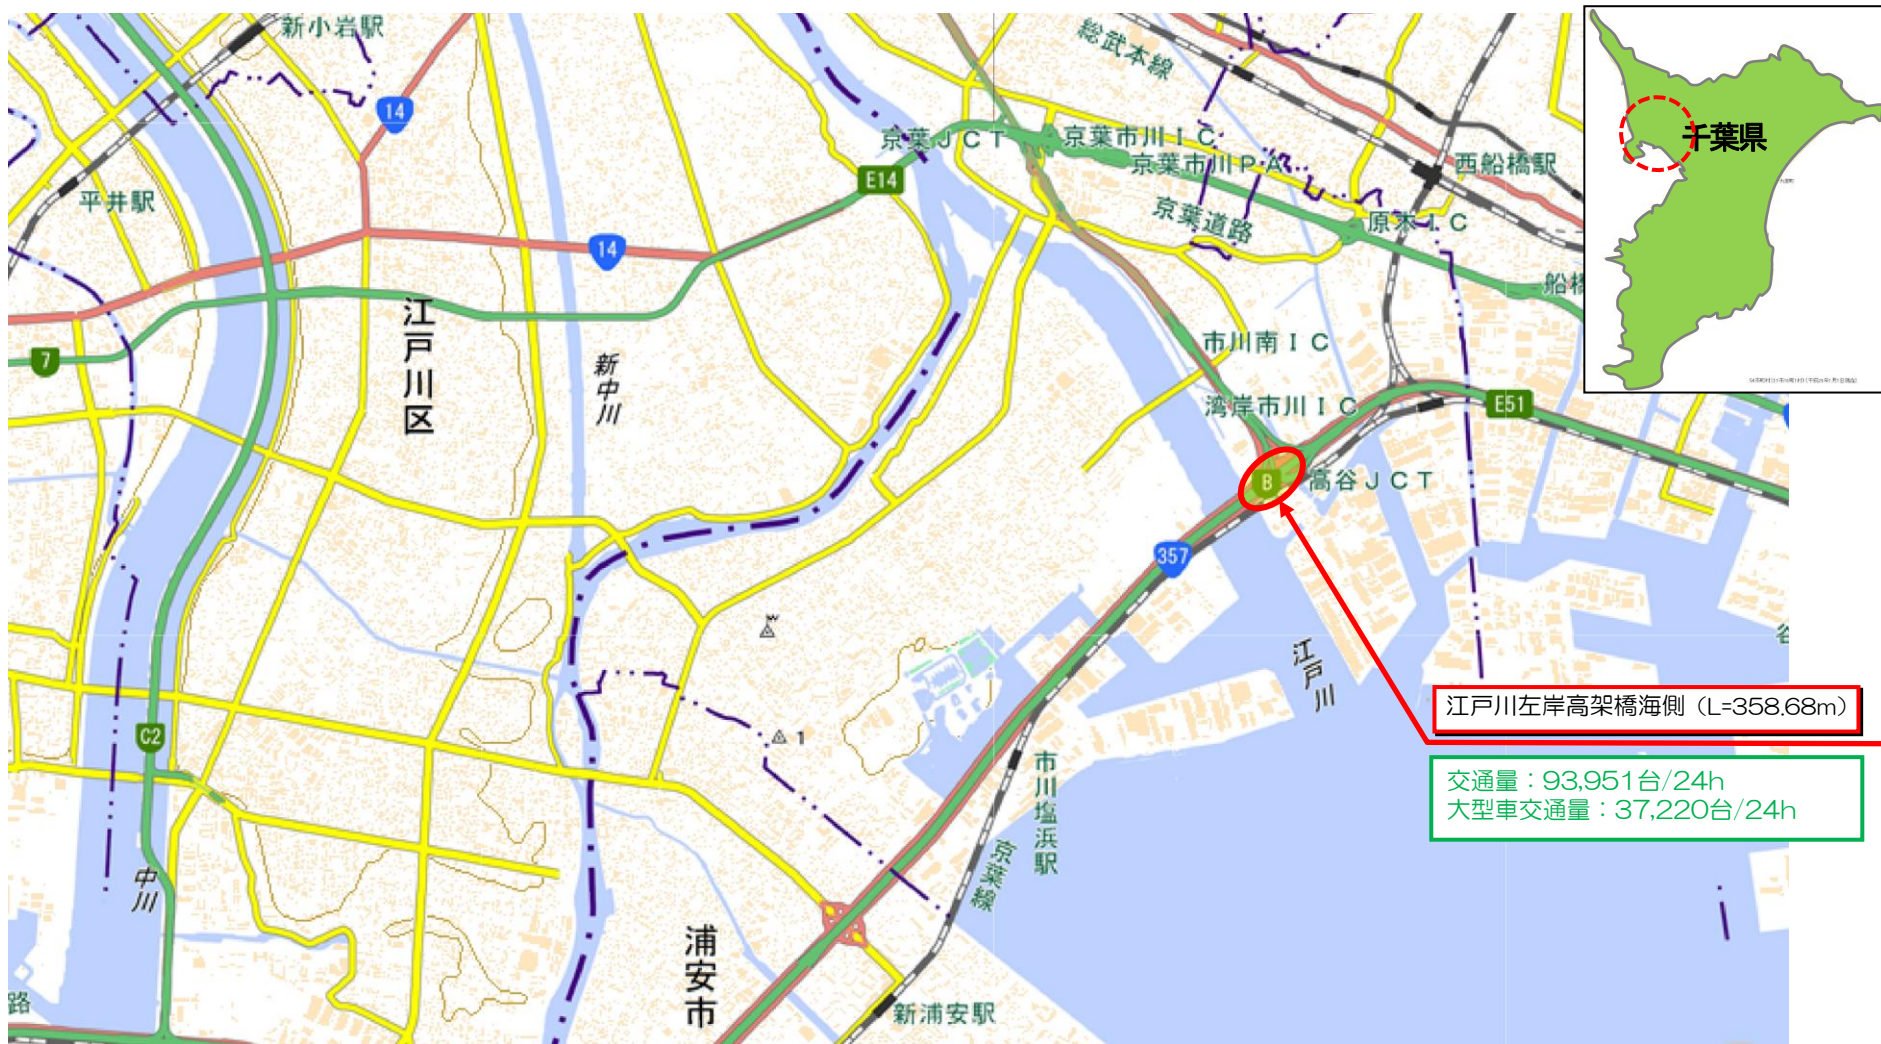 新小岩駅
総武本線
14
京葉JCT
京葉市川IC
京葉市川PA
西船橋駅
千葉県
E14
平井駅
京葉道路
原木IC
14
船橋
江戸川区
新中川
市川南IC
7
湾岸市川IC
E51
B
高谷JCT
357
江戸川
江戸川左岸高架橋海側（L=358.68m）
交通量：93,951台/24h
大型車交通量：37,220台/24h
C2
1
市川塩浜駅
京葉線
中川
浦安市
新浦安駅
路